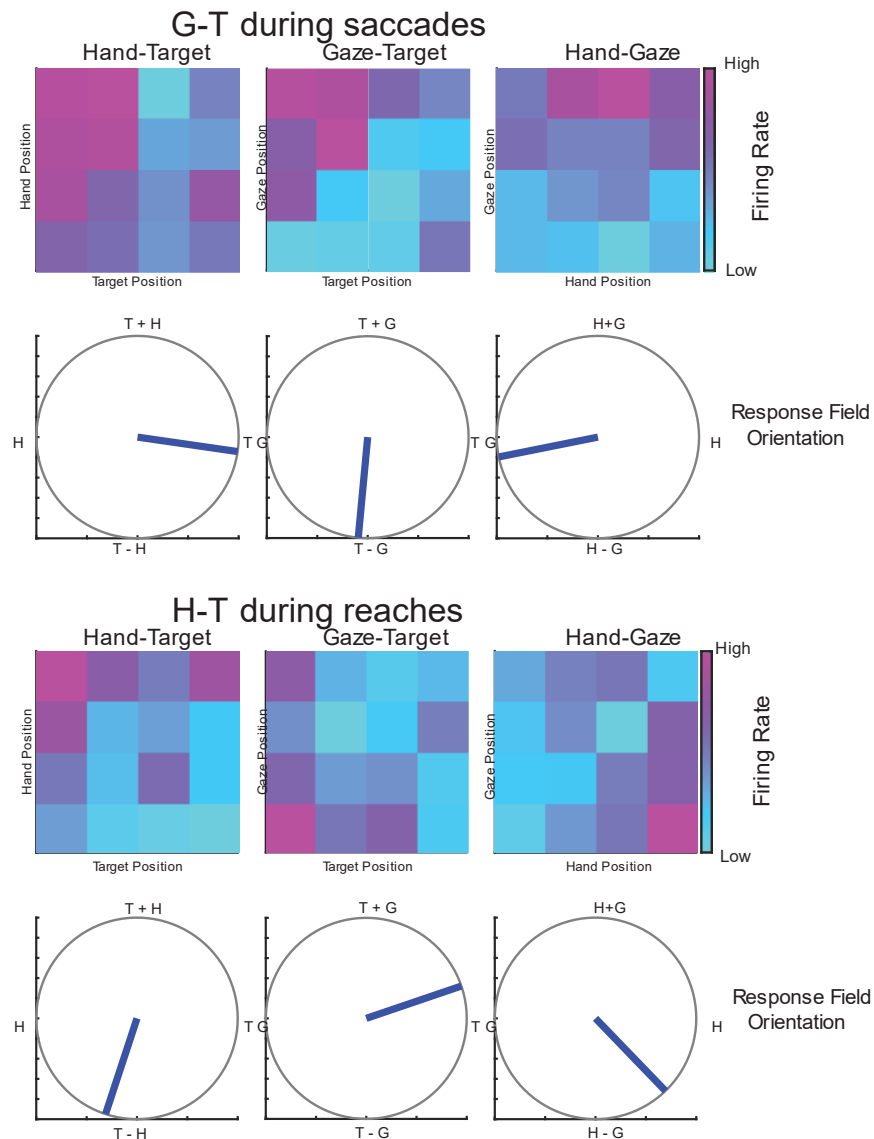 G-T during saccades
Hand-Target
Gaze-Target
Hand-Gaze
High
Hand Position
Gaze Position
Gaze Position
Firing Rate
Low
Target Position
Target Position
Hand Position
T + H
T + G
H+G
H
T G
T G
H
Response Field
Orientation
T - H
T - G
H - G
H-T during reaches
Hand-Target
Gaze-Target
Hand-Gaze
High
Hand Position
Gaze Position
Gaze Position
Firing Rate
Low
Target Position
Target Position
Hand Position
T + H
T + G
H+G
H
T G
T G
H
Response Field
Orientation
T - H
T - G
H - G